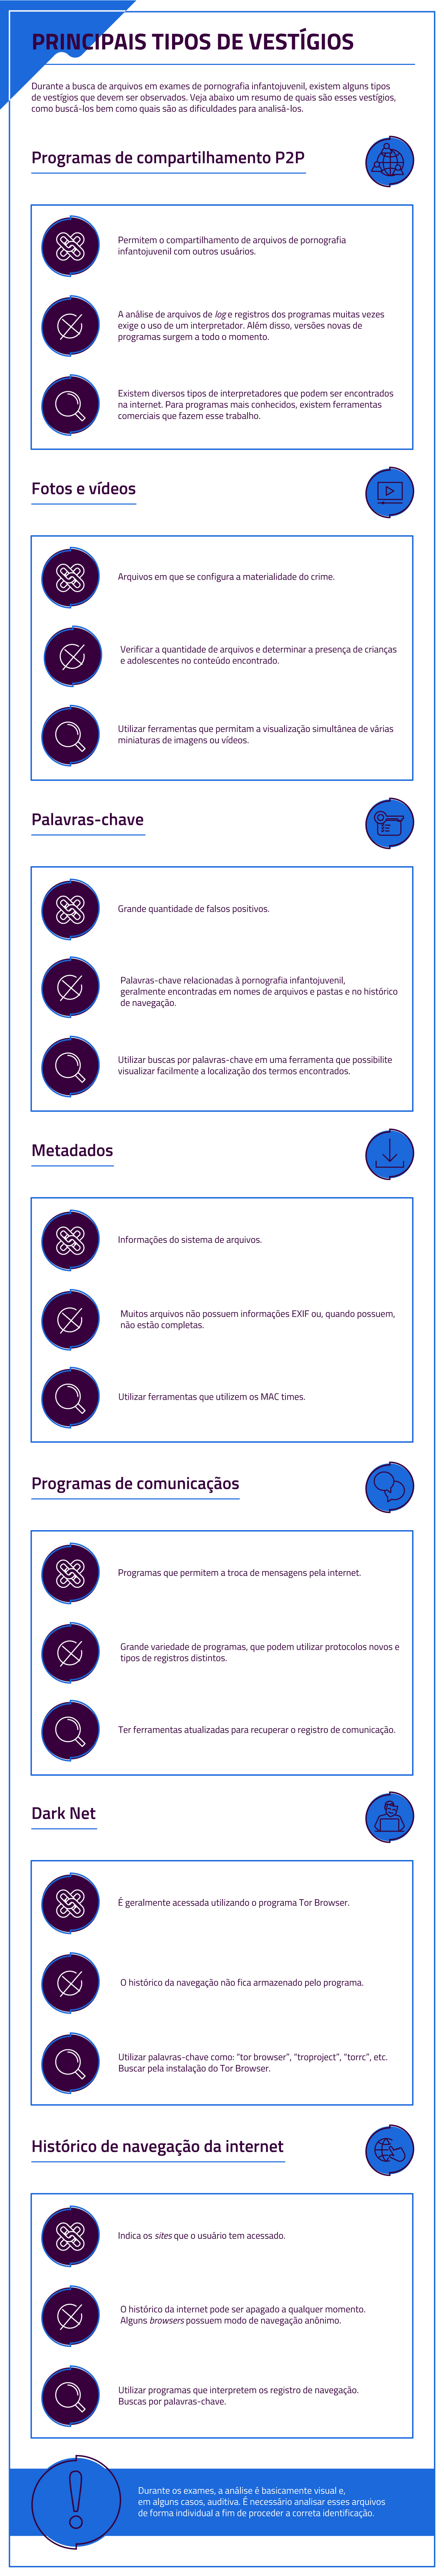 PRINCIPAIS TIPOS DE VESTÍGIOS
Durante a busca de arquivos em exames de pornografia infantojuvenil, existem alguns tipos
de vestígios que devem ser observados. Veja abaixo um resumo de quais são esses vestígios,
como buscá-los bem como quais são as dificuldades para analisá-los.
Programas de compartilhamento P2P
Permitem o compartilhamento de arquivos de pornografia
infantojuvenil com outros usuários.
A análise de arquivos de log e registros dos programas muitas vezes
exige o uso de um interpretador. Além disso, versões novas de
programas surgem a todo o momento.
Existem diversos tipos de interpretadores que podem ser encontrados
na internet. Para programas mais conhecidos, existem ferramentas
comerciais que fazem esse trabalho.
Fotos e vídeos
Arquivos em que se configura a materialidade do crime.
Verificar a quantidade de arquivos e determinar a presença de crianças
e adolescentes no conteúdo encontrado.
Utilizar ferramentas que permitam a visualização simultânea de várias
miniaturas de imagens ou vídeos.
Palavras-chave
Grande quantidade de falsos positivos.
Palavras-chave relacionadas à pornografia infantojuvenil,
geralmente encontradas em nomes de arquivos e pastas e no histórico
de navegação.
Utilizar buscas por palavras-chave em uma ferramenta que possibilite
visualizar facilmente a localização dos termos encontrados.
Metadados
Informações do sistema de arquivos.
Muitos arquivos não possuem informações EXIF ou, quando possuem,
não estão completas.
Utilizar ferramentas que utilizem os MAC times.
Programas de comunicaçãos
Programas que permitem a troca de mensagens pela internet.
Grande variedade de programas, que podem utilizar protocolos novos e
tipos de registros distintos.
Ter ferramentas atualizadas para recuperar o registro de comunicação.
Dark Net
É geralmente acessada utilizando o programa Tor Browser.
O histórico da navegação não fica armazenado pelo programa.
Utilizar palavras-chave como: “tor browser”, “troproject”, “torrc”, etc.
Buscar pela instalação do Tor Browser.
Histórico de navegação da internet
Indica os sites que o usuário tem acessado.
O histórico da internet pode ser apagado a qualquer momento.
Alguns browsers possuem modo de navegação anônimo.
Utilizar programas que interpretem os registro de navegação.
Buscas por palavras-chave.
Durante os exames, a análise é basicamente visual e,
em alguns casos, auditiva. É necessário analisar esses arquivos
de forma individual a fim de proceder a correta identificação.